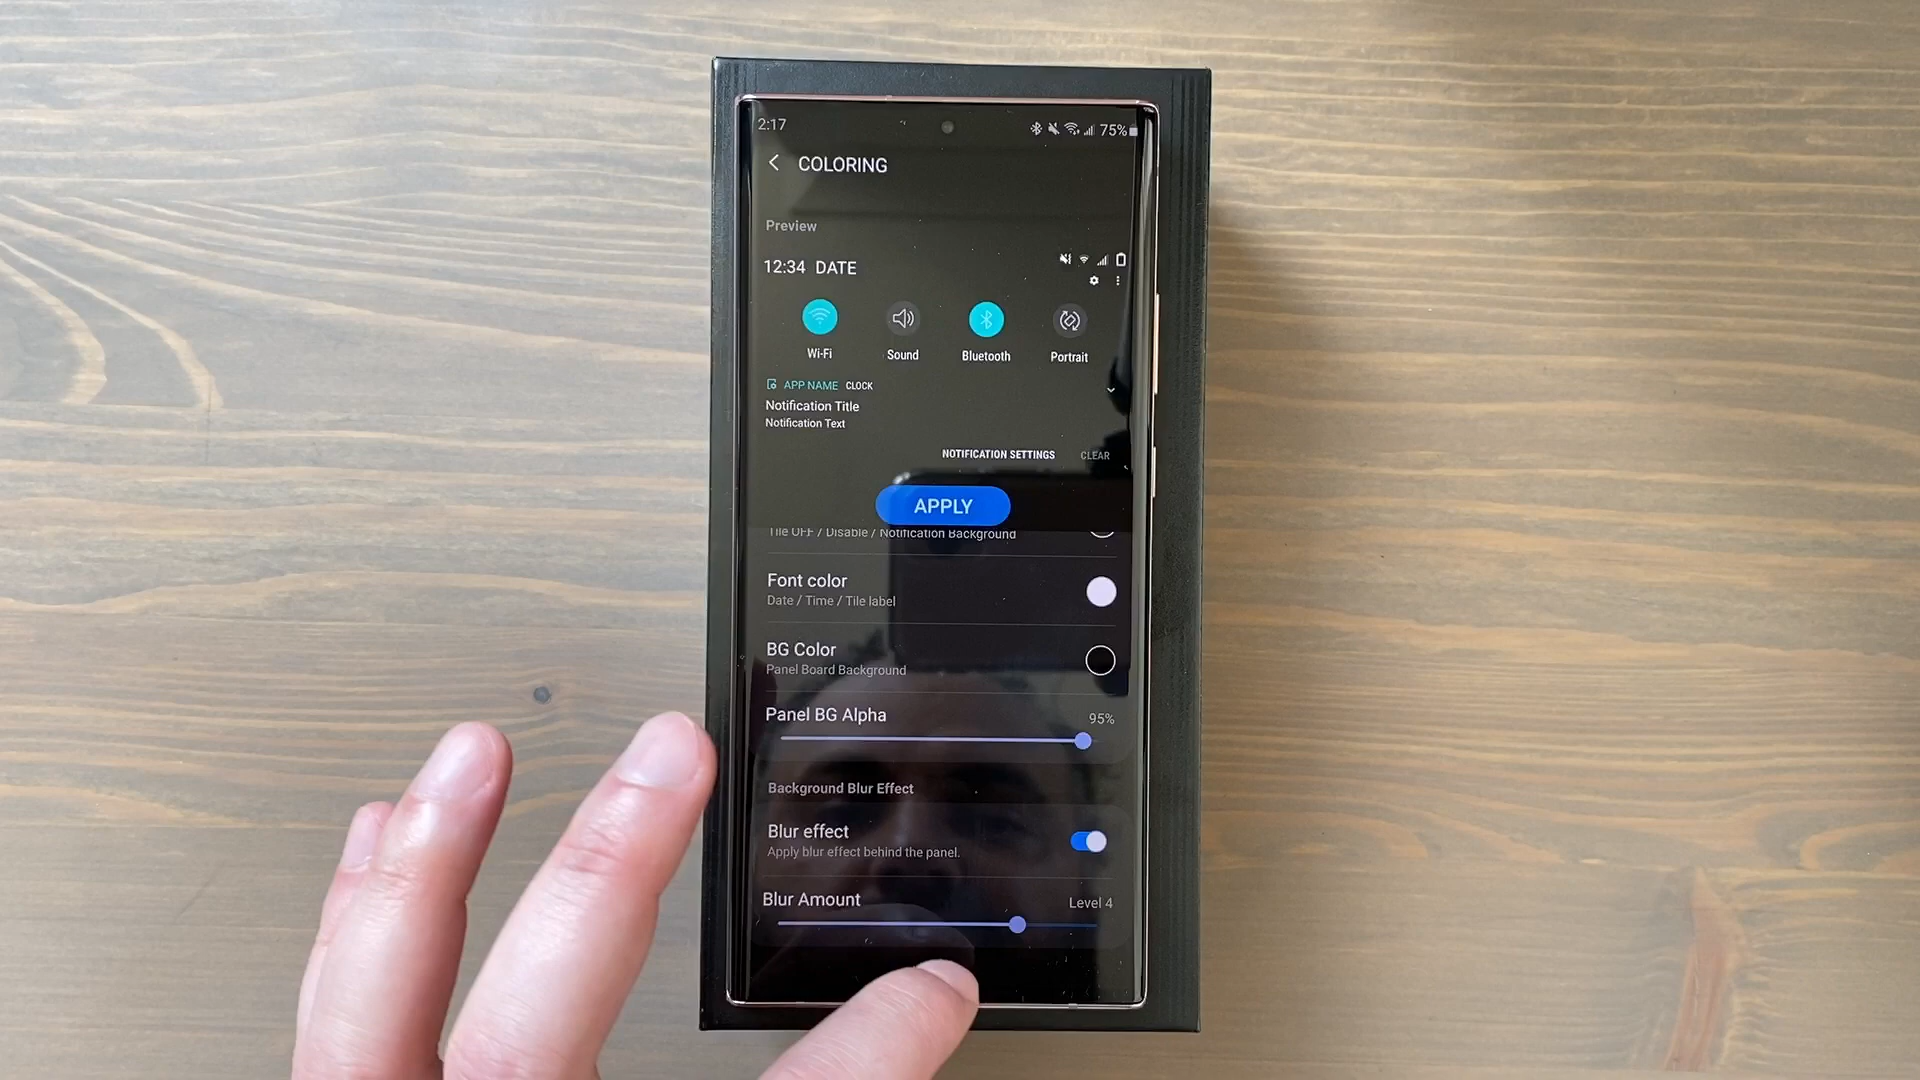 2:17
75%
COLORING
Preview
12:34 DATE
Wi-Fi
Sound
Bluetooth
Portrait
APP NAME CLOCK
Notification Title
Notification Text
NOTIFICATION SETTINGS
CLEAR
APPLY
Tile OFF / Disable / Notification Background
Font color
Date / Time / Tile label
BG Color
Panel Board Background
Panel BG Alpha
95%
Background Blur Effect
Blur effect
Apply blur effect behind the panel.
Blur Amount
Level 4